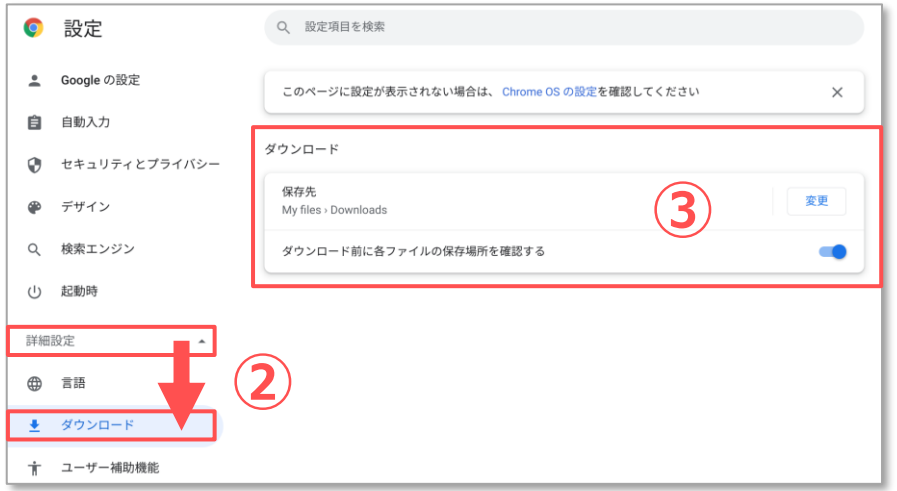 設定
設定項目を検索
Google の設定
自動入力
セキュリティとプライバシー
デザイン
検索エンジン
起動時
詳細設定
言語
ダウンロード
ユーザー補助機能
②
このページに設定が表示されない場合は、 Chrome OS の設定を確認してください
ダウンロード
保存先
My files › Downloads
変更
③
ダウンロード前に各ファイルの保存場所を確認する